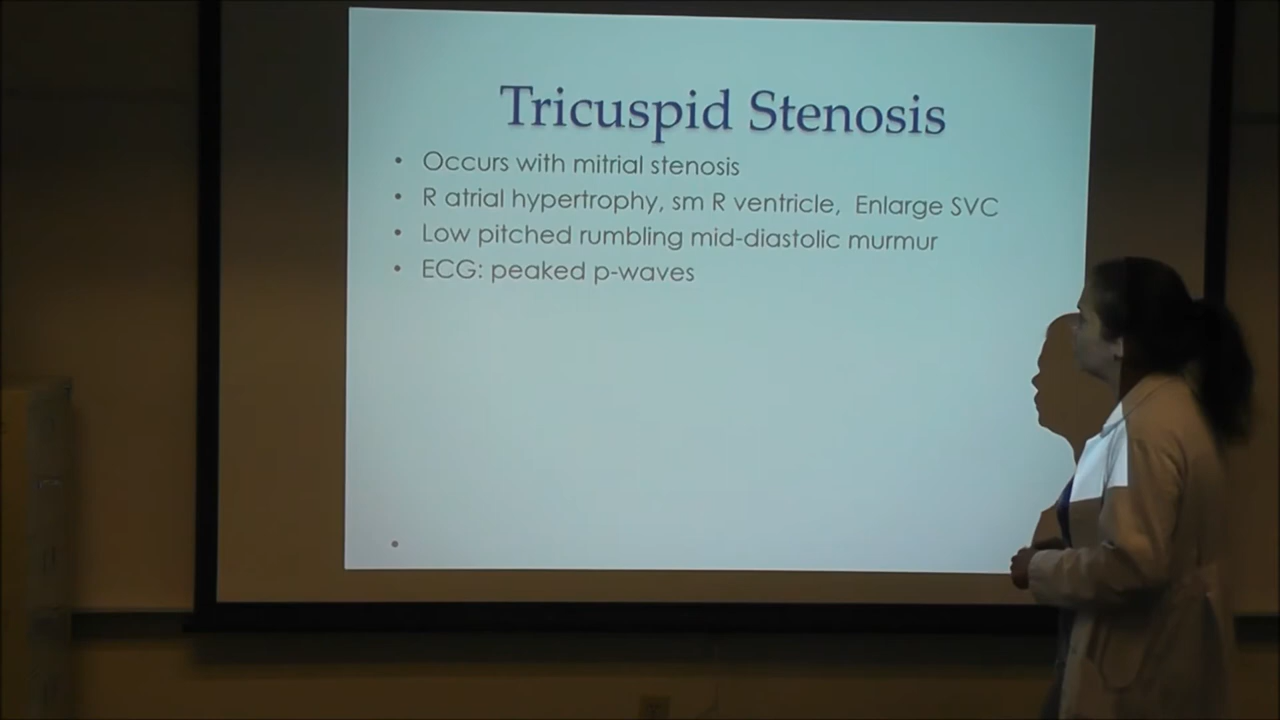 Tricuspid Stenosis
• Occurs with mitrial stenosis
• R atrial hypertrophy, sm R ventricle, Enlarge SVC
• Low pitched rumbling mid-diastolic murmur
• ECG: peaked p-waves
•